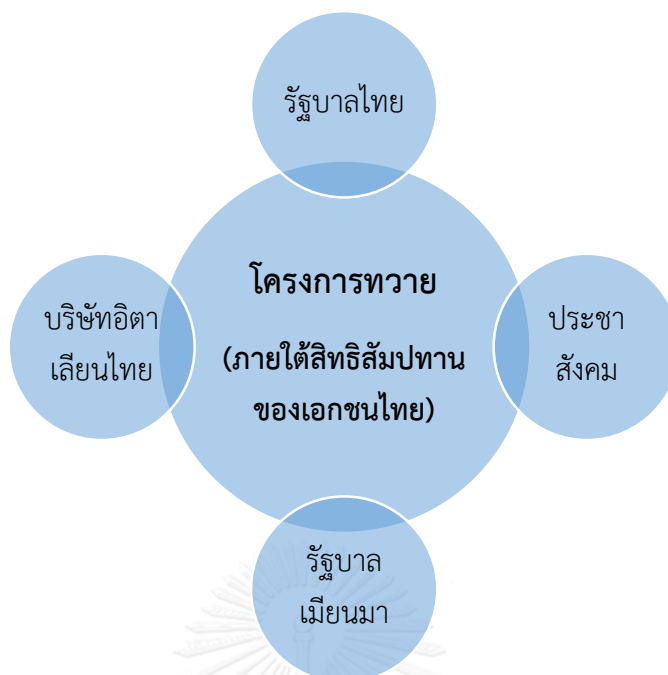 รัฐบาลไทย
โครงการทวาย
(ภายใต้สิทธิสัมปทาน
ของเอกชนไทย)
บริษัทอิตา
เลียนไทย
ประชา
สังคม
รัฐบาล
เมียนมา